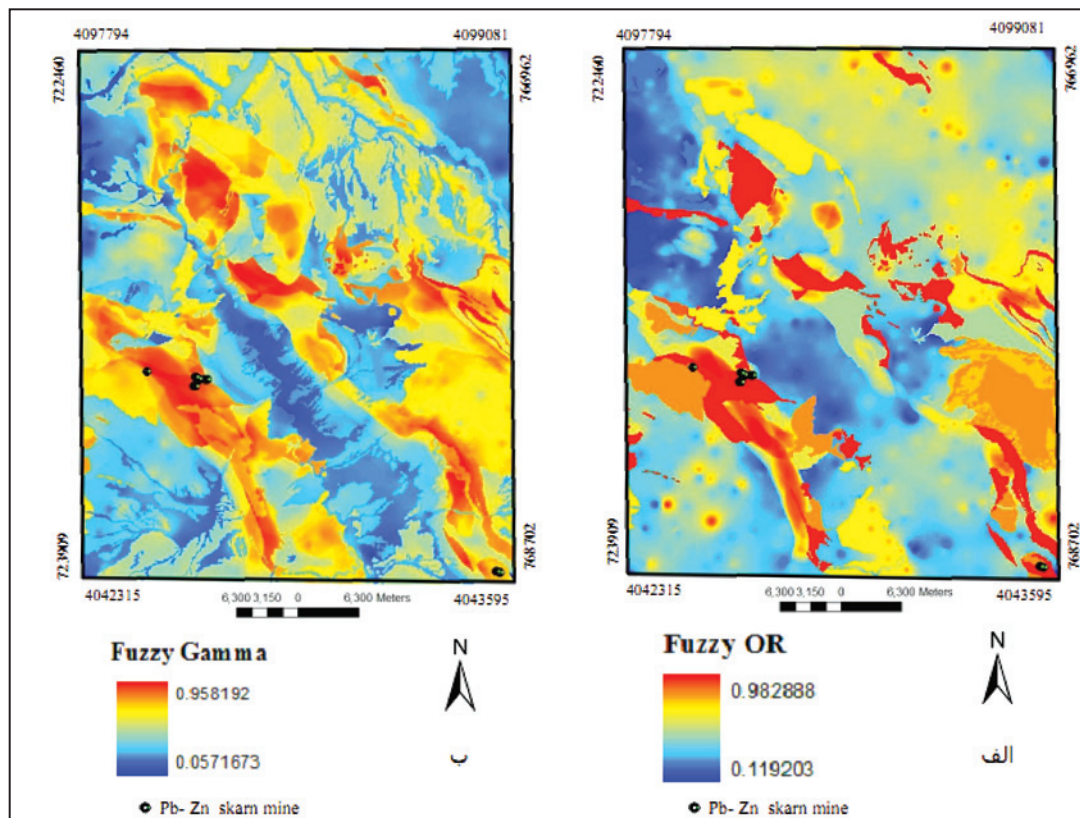 4097794
4099081
722460
766962
723909
768702
4042315
4043595
6,300 3,150 0 6,300 Meters
Fuzzy Gamma
0.958192
0.0571673
N
ب
Pb- Zn skarn mine
4097794
4099081
722460
766962
723909
768702
4042315
4043595
6,300 3,150 0 6,300 Meters
Fuzzy OR
0.982888
0.119203
N
الف
Pb- Zn skarn mine